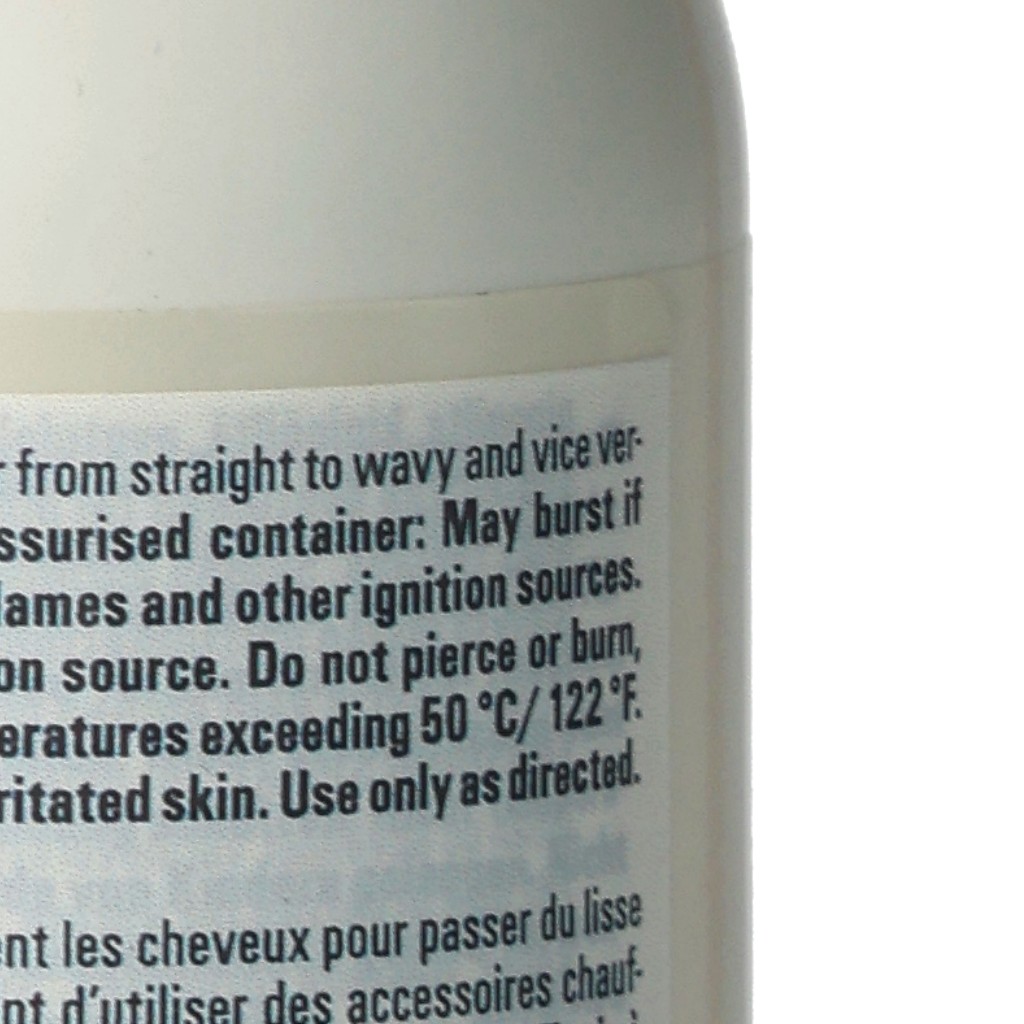 r from straight to wavy and vice ver-
ssurised container: May burst if
lames and other ignition sources.
on source. Do not pierce or burn,
eratures exceeding 50 °C/ 122 °F.
rritated skin. Use only as directed.
ent les cheveux pour passer du lisse
nt d'utiliser des accessoires chauf-